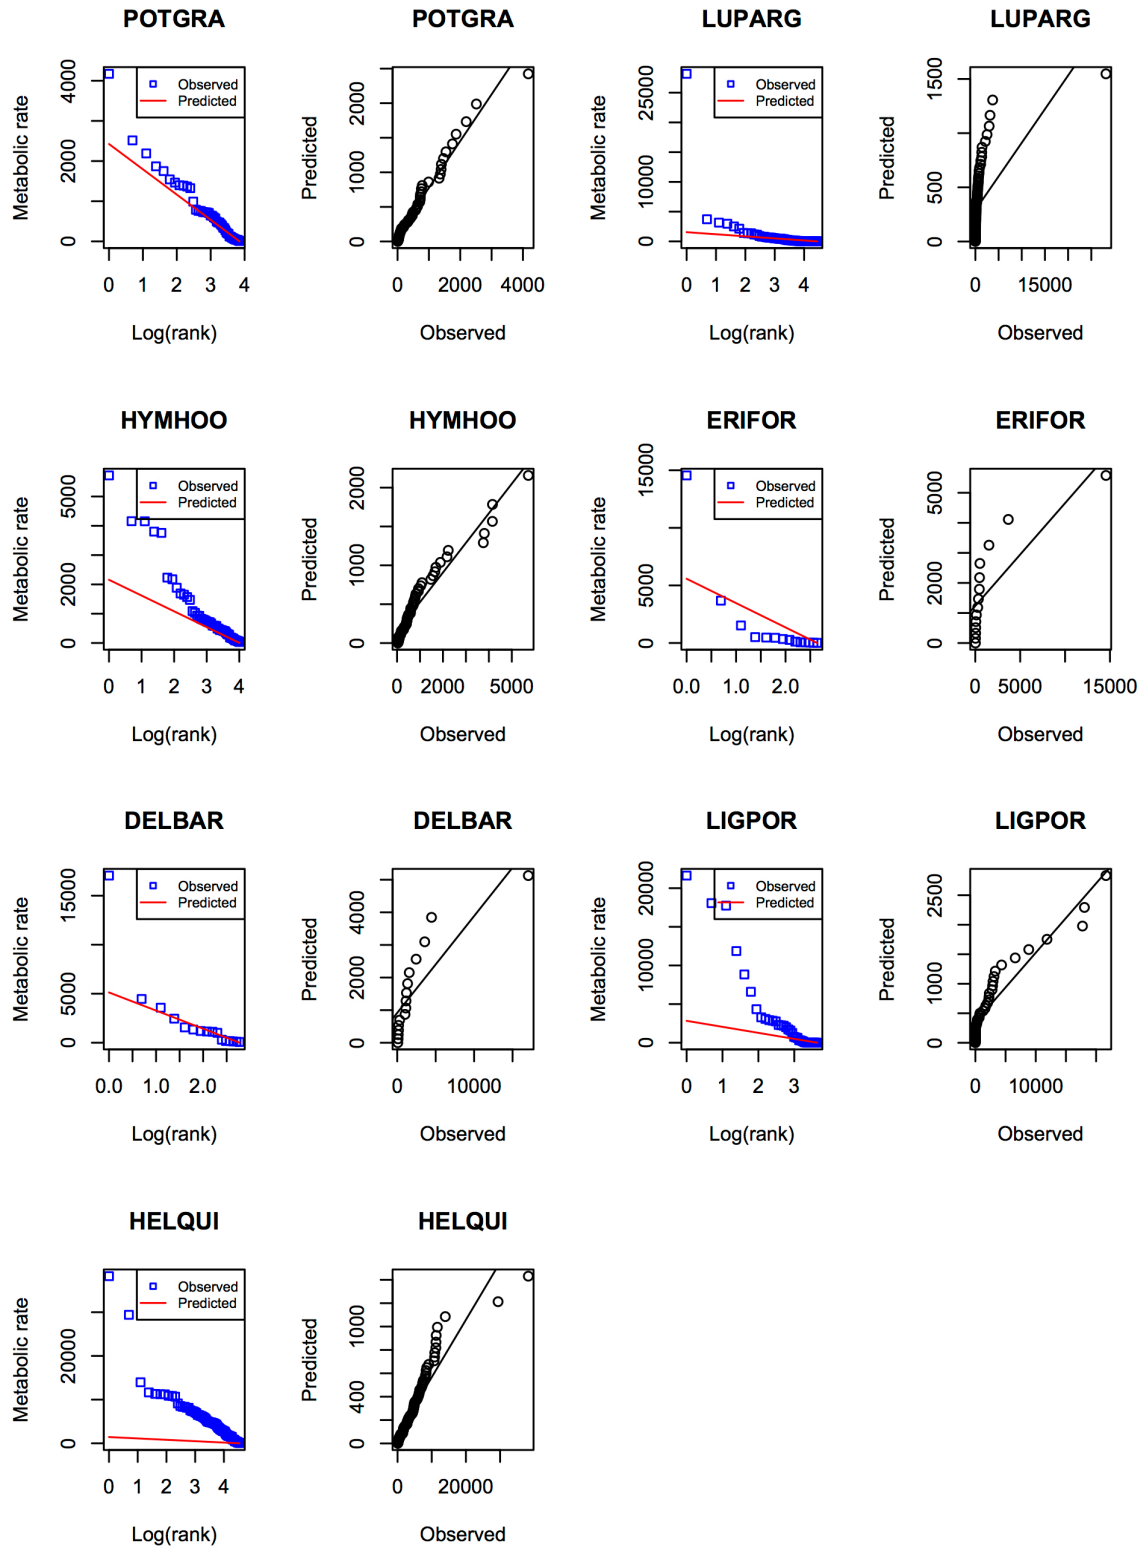 POTGRA POTGRA LUPARG LUPARG
Metabolic rate
0 2000 4000
Observed
Predicted
0 1 2 3 4
Log(rank)
Predicted
0 1000 2000
0 2000 4000
Observed
Metabolic rate
0 10000 25000
Observed
Predicted
0 1 2 3 4
Log(rank)
Predicted
0 500 1500
0 15000
Observed
HYMHOO HYMHOO ERIFOR ERIFOR
Metabolic rate
0 2000 5000
Observed
Predicted
0 1 2 3 4
Log(rank)
Predicted
0 1000 2000
0 2000 5000
Observed
Metabolic rate
0 5000 15000
Observed
Predicted
0.0 1.0 2.0
Log(rank)
Predicted
0 2000 5000
0 5000 15000
Observed
DELBAR DELBAR LIGPOR LIGPOR
Metabolic rate
0 5000 15000
Observed
Predicted
0.0 1.0 2.0
Log(rank)
Predicted
0 2000 4000
0 10000
Observed
Metabolic rate
0 10000 20000
Observed
Predicted
0 1 2 3
Log(rank)
Predicted
0 1000 2500
0 10000
Observed
HELQUI HELQUI
Metabolic rate
0 20000
Observed
Predicted
0 1 2 3 4
Log(rank)
Predicted
0 400 1000
0 20000
Observed